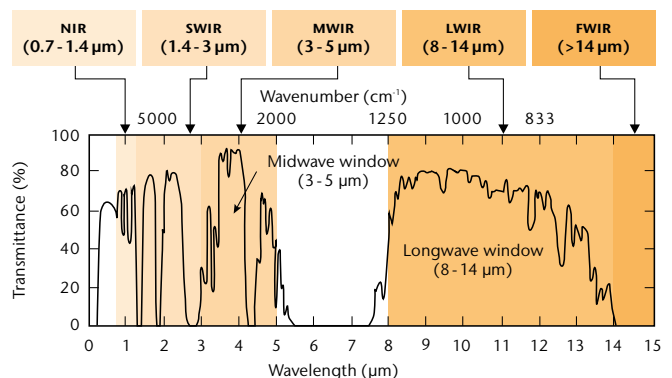 NIR
(0.7 - 1.4 µm)
SWIR
(1.4 - 3 µm)
MWIR
(3 - 5 µm)
LWIR
(8 - 14 µm)
FWIR
(>14 µm)
Wavenumber (cm⁻¹)
5000 2000 1250 1000 833
Transmittance (%)
100
80
60
40
20
0
Midwave window
(3 - 5 µm)
Longwave window
(8 - 14 µm)
0 1 2 3 4 5 6 7 8 9 10 11 12 13 14 15
Wavelength (µm)